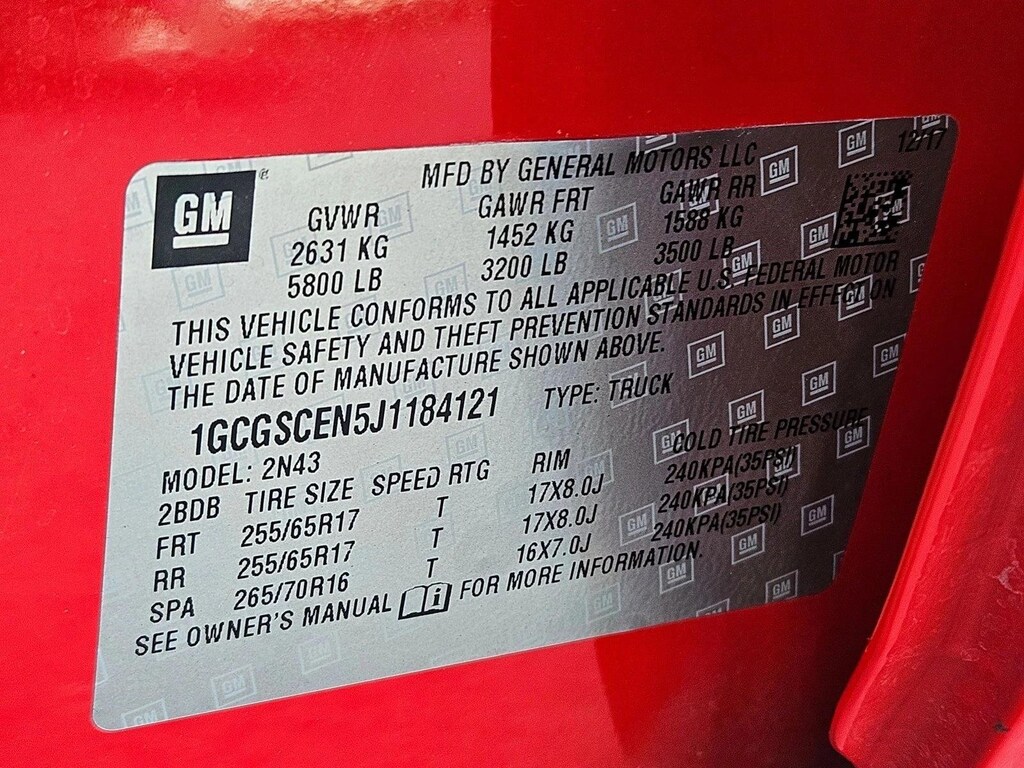 12/17
MFD BY GENERAL MOTORS LLC
GM ®
GVWR GAWR FRT GAWR RR
2631 KG 1452 KG 1588 KG
5800 LB 3200 LB 3500 LB
THIS VEHICLE CONFORMS TO ALL APPLICABLE U.S. FEDERAL MOTOR
VEHICLE SAFETY AND THEFT PREVENTION STANDARDS IN EFFECT ON
THE DATE OF MANUFACTURE SHOWN ABOVE.
1GCGSCEN5J1184121 TYPE: TRUCK
MODEL: 2N43
2BDB TIRE SIZE SPEED RTG RIM COLD TIRE PRESSURE
FRT 255/65R17 T 17X8.0J 240KPA(35PSI)
RR 255/65R17 T 17X8.0J 240KPA(35PSI)
SPA 265/70R16 T 16X7.0J 240KPA(35PSI)
SEE OWNER'S MANUAL FOR MORE INFORMATION.